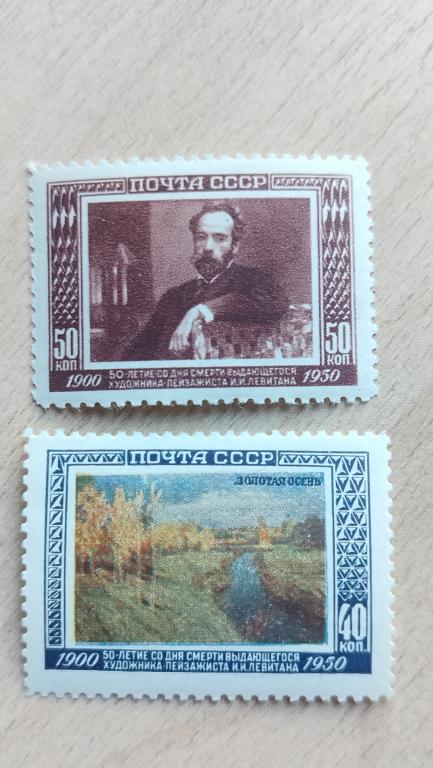 ПОЧТА СССР
50 КОП
50 КОП
1900 50-ЛЕТИЕ СО ДНЯ СМЕРТИ ВЫДАЮЩЕГОСЯ 1950
ХУДОЖНИКА-ПЕЙЗАЖИСТА И.И.ЛЕВИТАНА
ПОЧТА СССР
ЗОЛОТАЯ ОСЕНЬ
40 КОП.
1900 50-ЛЕТИЕ СО ДНЯ СМЕРТИ ВЫДАЮЩЕГОСЯ 1950
ХУДОЖНИКА-ПЕЙЗАЖИСТА И.И.ЛЕВИТАНА